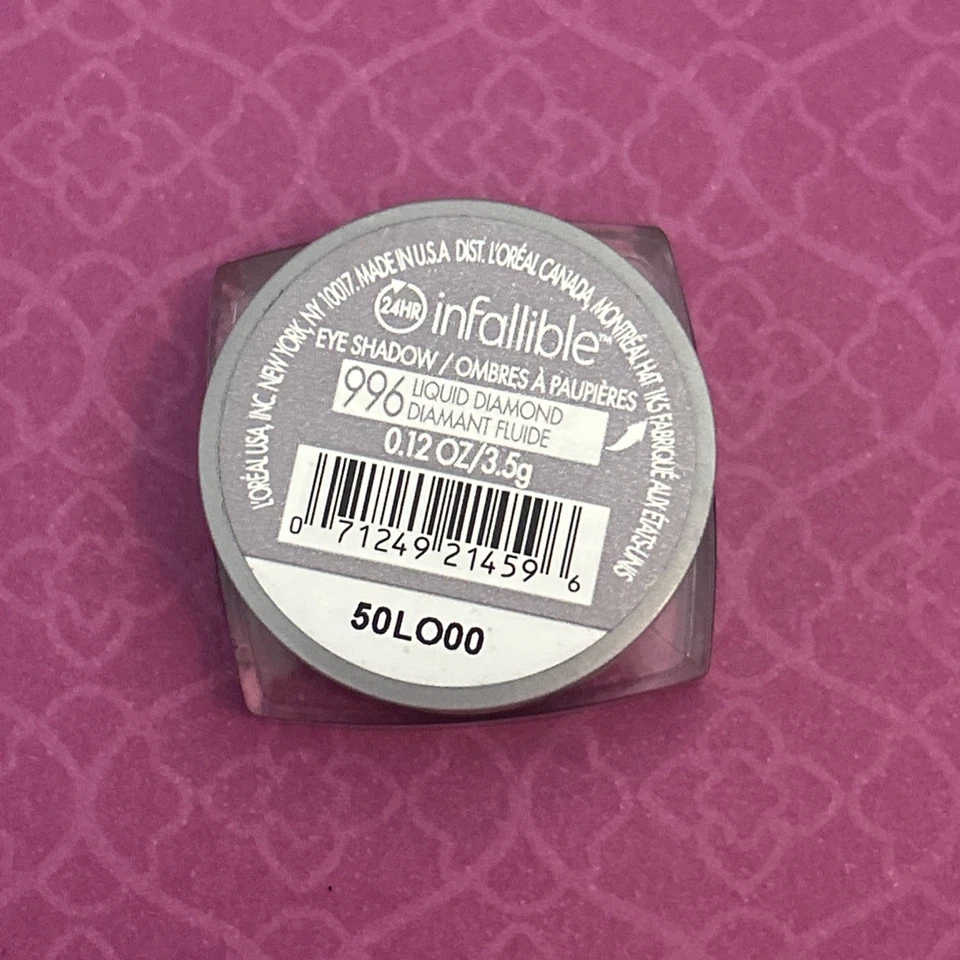 L'ORÉAL USA, INC. NEW YORK, NY 10017. MADE IN U.S.A DIST. L'ORÉAL CANADA, MONTRÉAL H4T 1K5 FABRIQUÉ AUX ÉTATS-UNIS
24HR infallible™
EYE SHADOW / OMBRES À PAUPIÈRES
996 LIQUID DIAMOND
DIAMANT FLUIDE
0.12 OZ/3.5g
0 71249 21459 6
50LO00